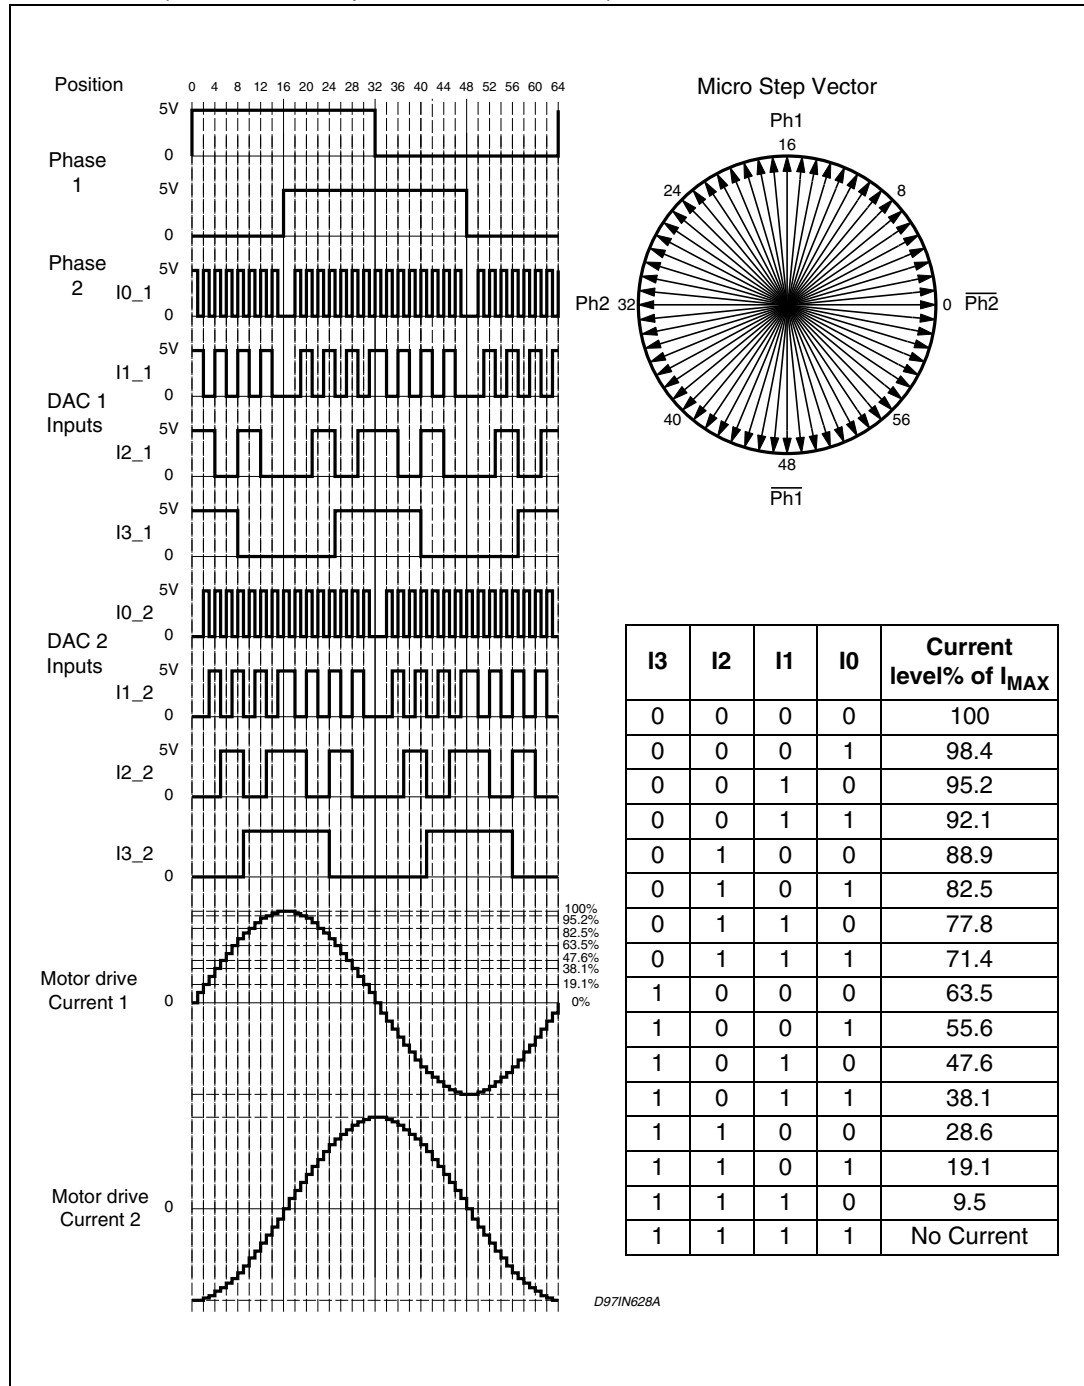 Position
0 4 8 12 16 20 24 28 32 36 40 44 48 52 56 60 64
5V
0
Phase
1
5V
0
Phase
2
5V
I0_1
0
5V
I1_1
0
DAC 1
Inputs
5V
I2_1
0
5V
I3_1
0
5V
I0_2
0
DAC 2
Inputs
5V
I1_2
0
5V
I2_2
0
5V
I3_2
0
100%
95.2%
82.5%
63.5%
47.6%
38.1%
19.1%
0%
Motor drive
Current 1
0
Motor drive
Current 2
0
Micro Step Vector
Ph1
16
24
8
Ph2 32
0 Ph2
40
56
48
Ph1
I3 I2 I1 I0 Current level% of IMAX
0 0 0 0 100
0 0 0 1 98.4
0 0 1 0 95.2
0 0 1 1 92.1
0 1 0 0 88.9
0 1 0 1 82.5
0 1 1 0 77.8
0 1 1 1 71.4
1 0 0 0 63.5
1 0 0 1 55.6
1 0 1 0 47.6
1 0 1 1 38.1
1 1 0 0 28.6
1 1 0 1 19.1
1 1 1 0 9.5
1 1 1 1 No Current
D97IN628A